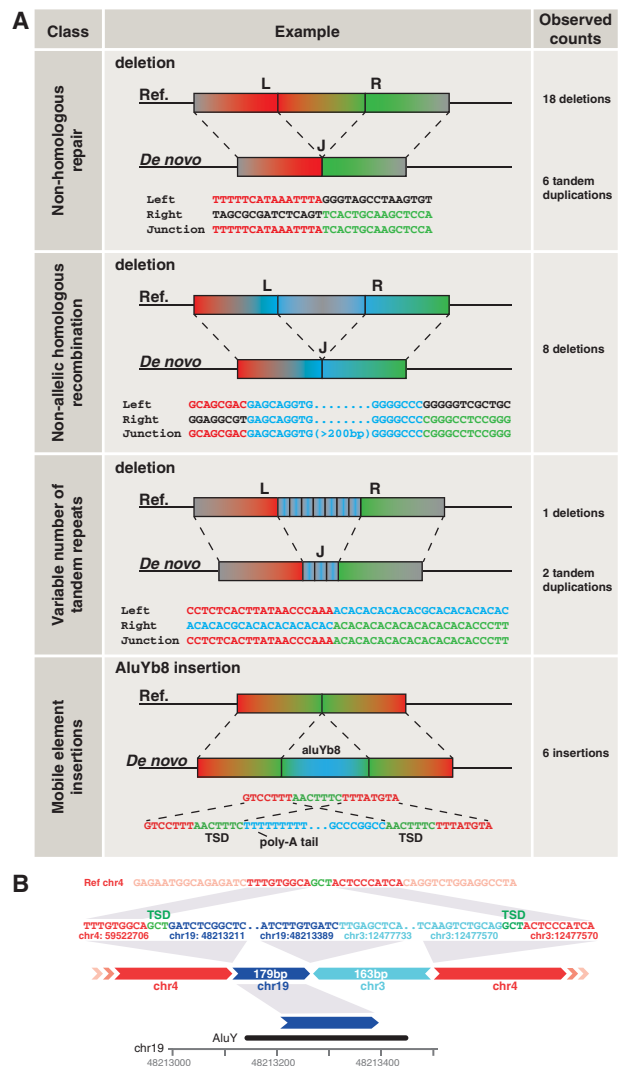 A
Class
Example
Observed
counts
Non-homologous
repair
deletion
L
R
Ref.
J
De novo
Left TTTTTCATAAATTTAGGGTAGCCTAAGTGT
Right TAGCGCGATCTCAGTTCACTGCAAGCTCCA
Junction TTTTTCATAAATTTATCACTGCAAGCTCCA
18 deletions
6 tandem
duplications
Non-allelic homologous
recombination
deletion
L
R
Ref.
J
De novo
Left GCAGCGACGAGCAGGTG........GGGGCCCGGGGGTCGCTGC
Right GGAGGCGTGAGCAGGTG........GGGGCCCCGGGCCTCCGGG
Junction GCAGCGACGAGCAGGTG(>200bp)GGGGCCCCGGGCCTCCGGG
8 deletions
Variable number of
tandem repeats
deletion
L
R
Ref.
J
De novo
Left CCTCTCACTTATAACCCAAAACACACACACACGCACACACACAC
Right ACACACGCACACACACACACACACACACACACACACACACCCTT
Junction CCTCTCACTTATAACCCAAAACACACACACACACACACACCCTT
1 deletions
2 tandem
duplications
Mobile element
insertions
AluYb8 insertion
Ref.
De novo
aluYb8
GTCCTTTAACTTTCTTTATGTA
GTCCTTTAACTTTCTTTTTTTTT...GCCCGGCCAACTTTCTTTATGTA
TSD
poly-A tail
TSD
6 insertions
B
Ref chr4 GAGAATGGCAGAGATCTTTGTGGCAGCTACTCCCATCACAGGTCTGGAGGCCTA
TSD
TSD
TTTGTGGCAGCTGATCTCGGCTC..ATCTTGTGATCTTGAGCTCA..TCAAGTCTGCAGGCTACTCCCATCA
chr4: 59522706 chr19: 48213211 chr19:48213389 chr3:12477733 chr3:12477570 chr3:12477570
179bp
163bp
chr4
chr19
chr3
chr4
AluY
chr19
48213000
48213200
48213400